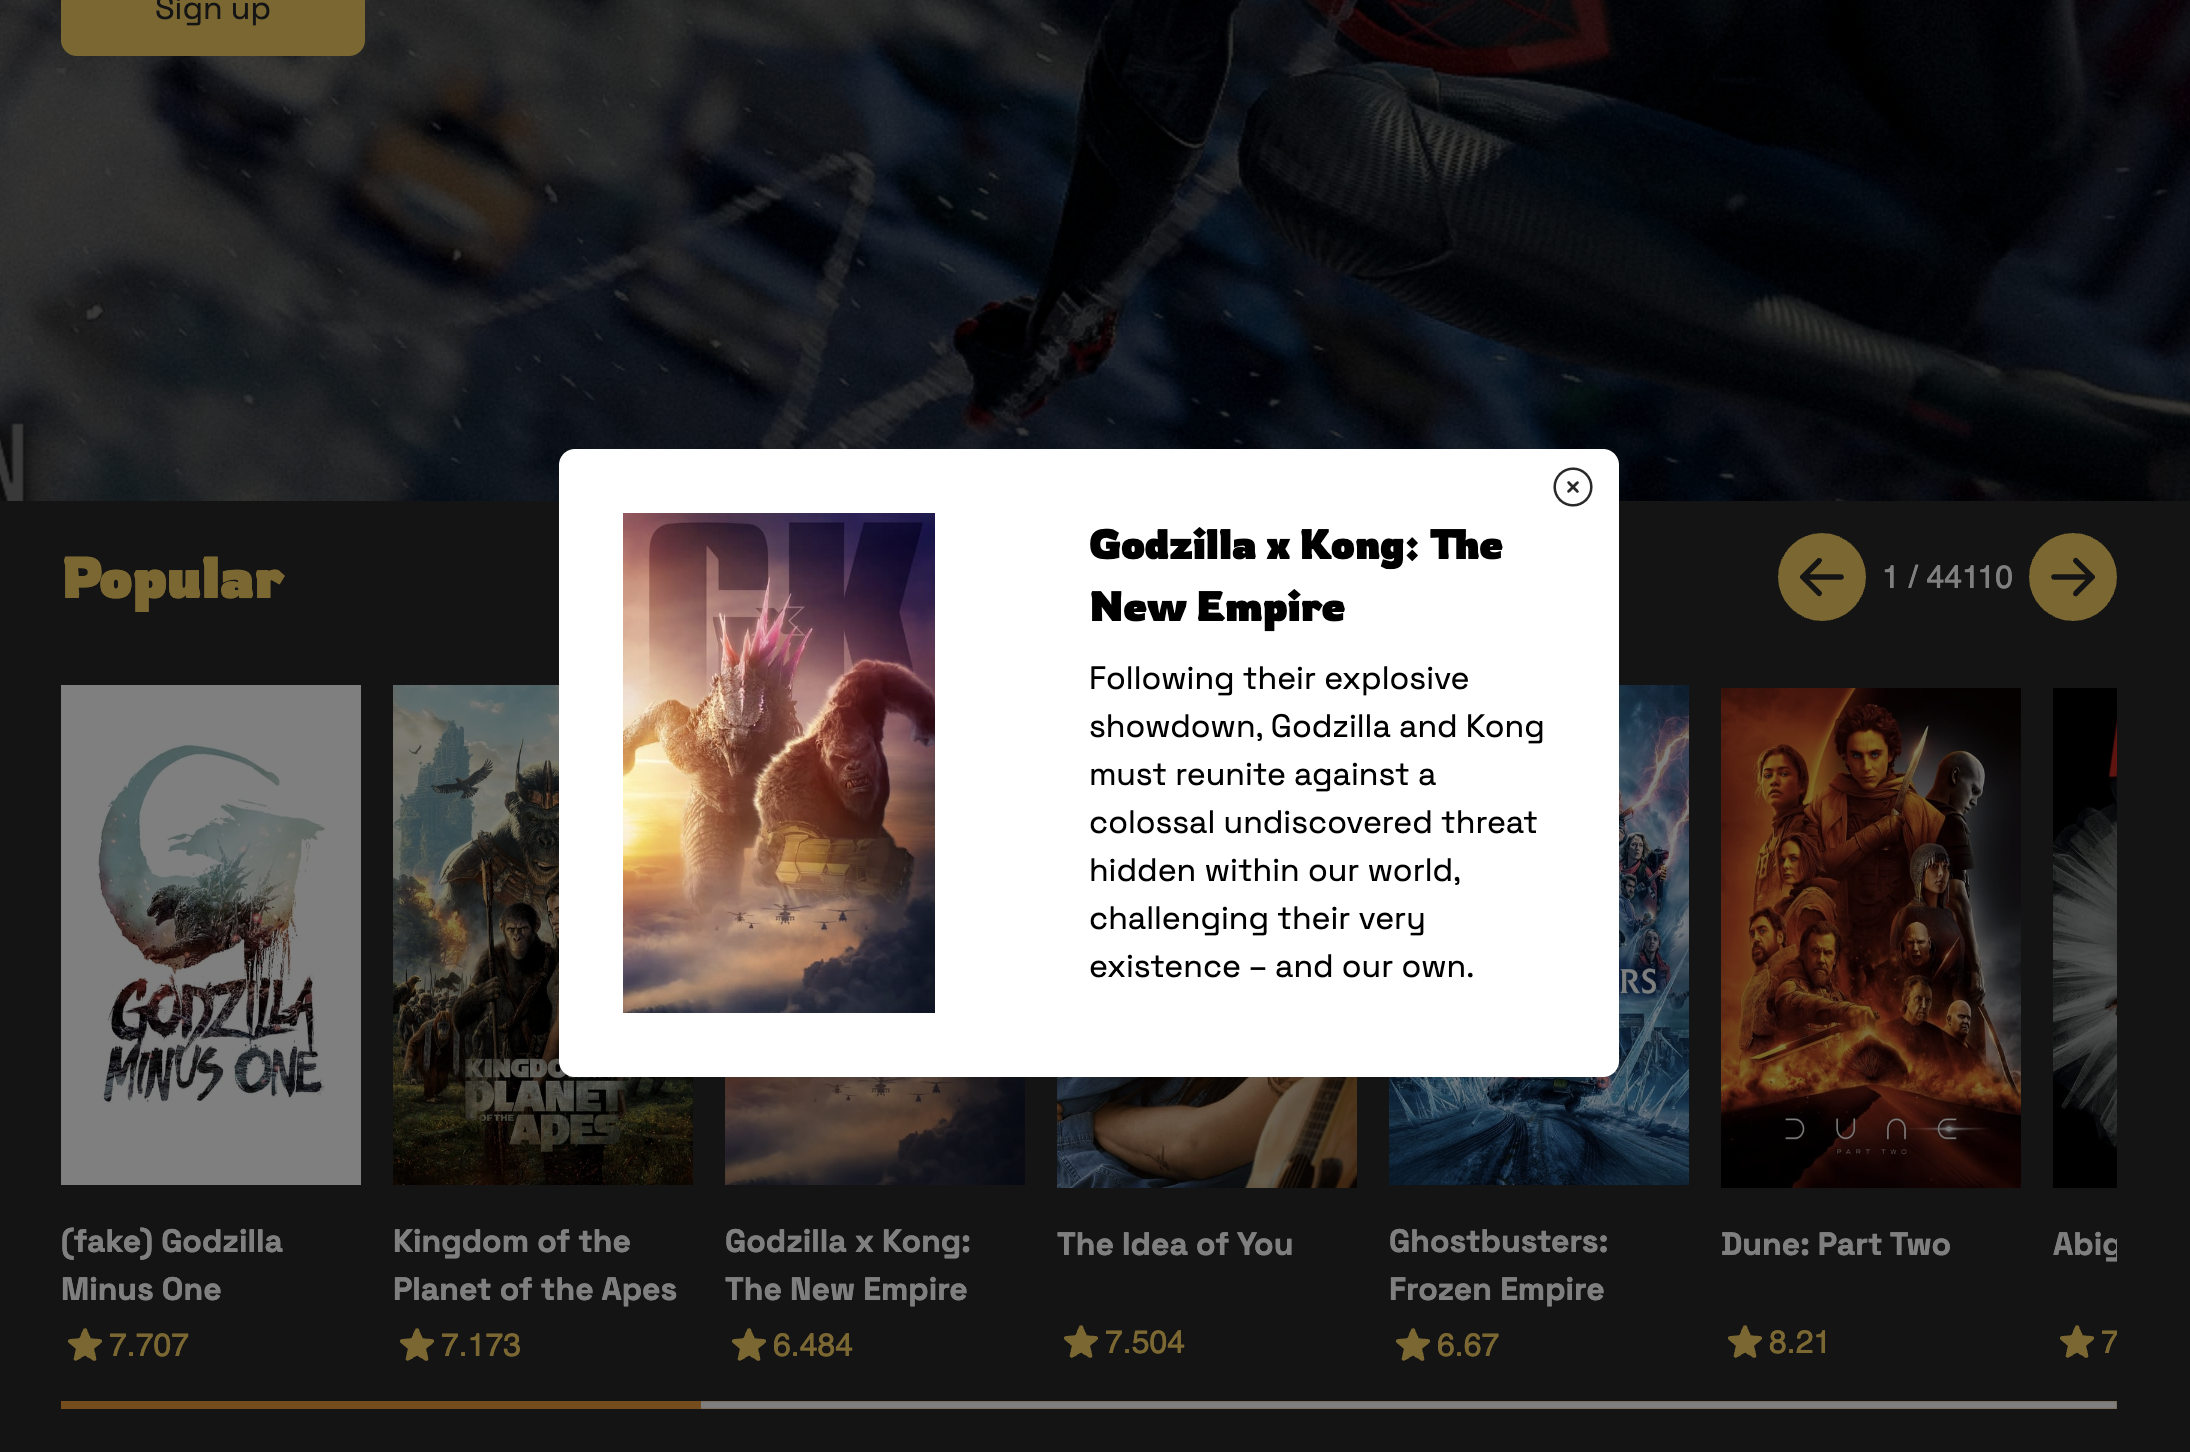 Sign up
N
Popular
1 / 44110
GK
Godzilla x Kong: The
New Empire
Following their explosive
showdown, Godzilla and Kong
must reunite against a
colossal undiscovered threat
hidden within our world,
challenging their very
existence – and our own.
GODZILLA
MINUS ONE
KINGDO
PLANET
OF THE
APES
RS
DUNE
PART TWO
(fake) Godzilla
Minus One
7.707
Kingdom of the
Planet of the Apes
7.173
Godzilla x Kong:
The New Empire
6.484
The Idea of You
7.504
Ghostbusters:
Frozen Empire
6.67
Dune: Part Two
8.21
Abig
7